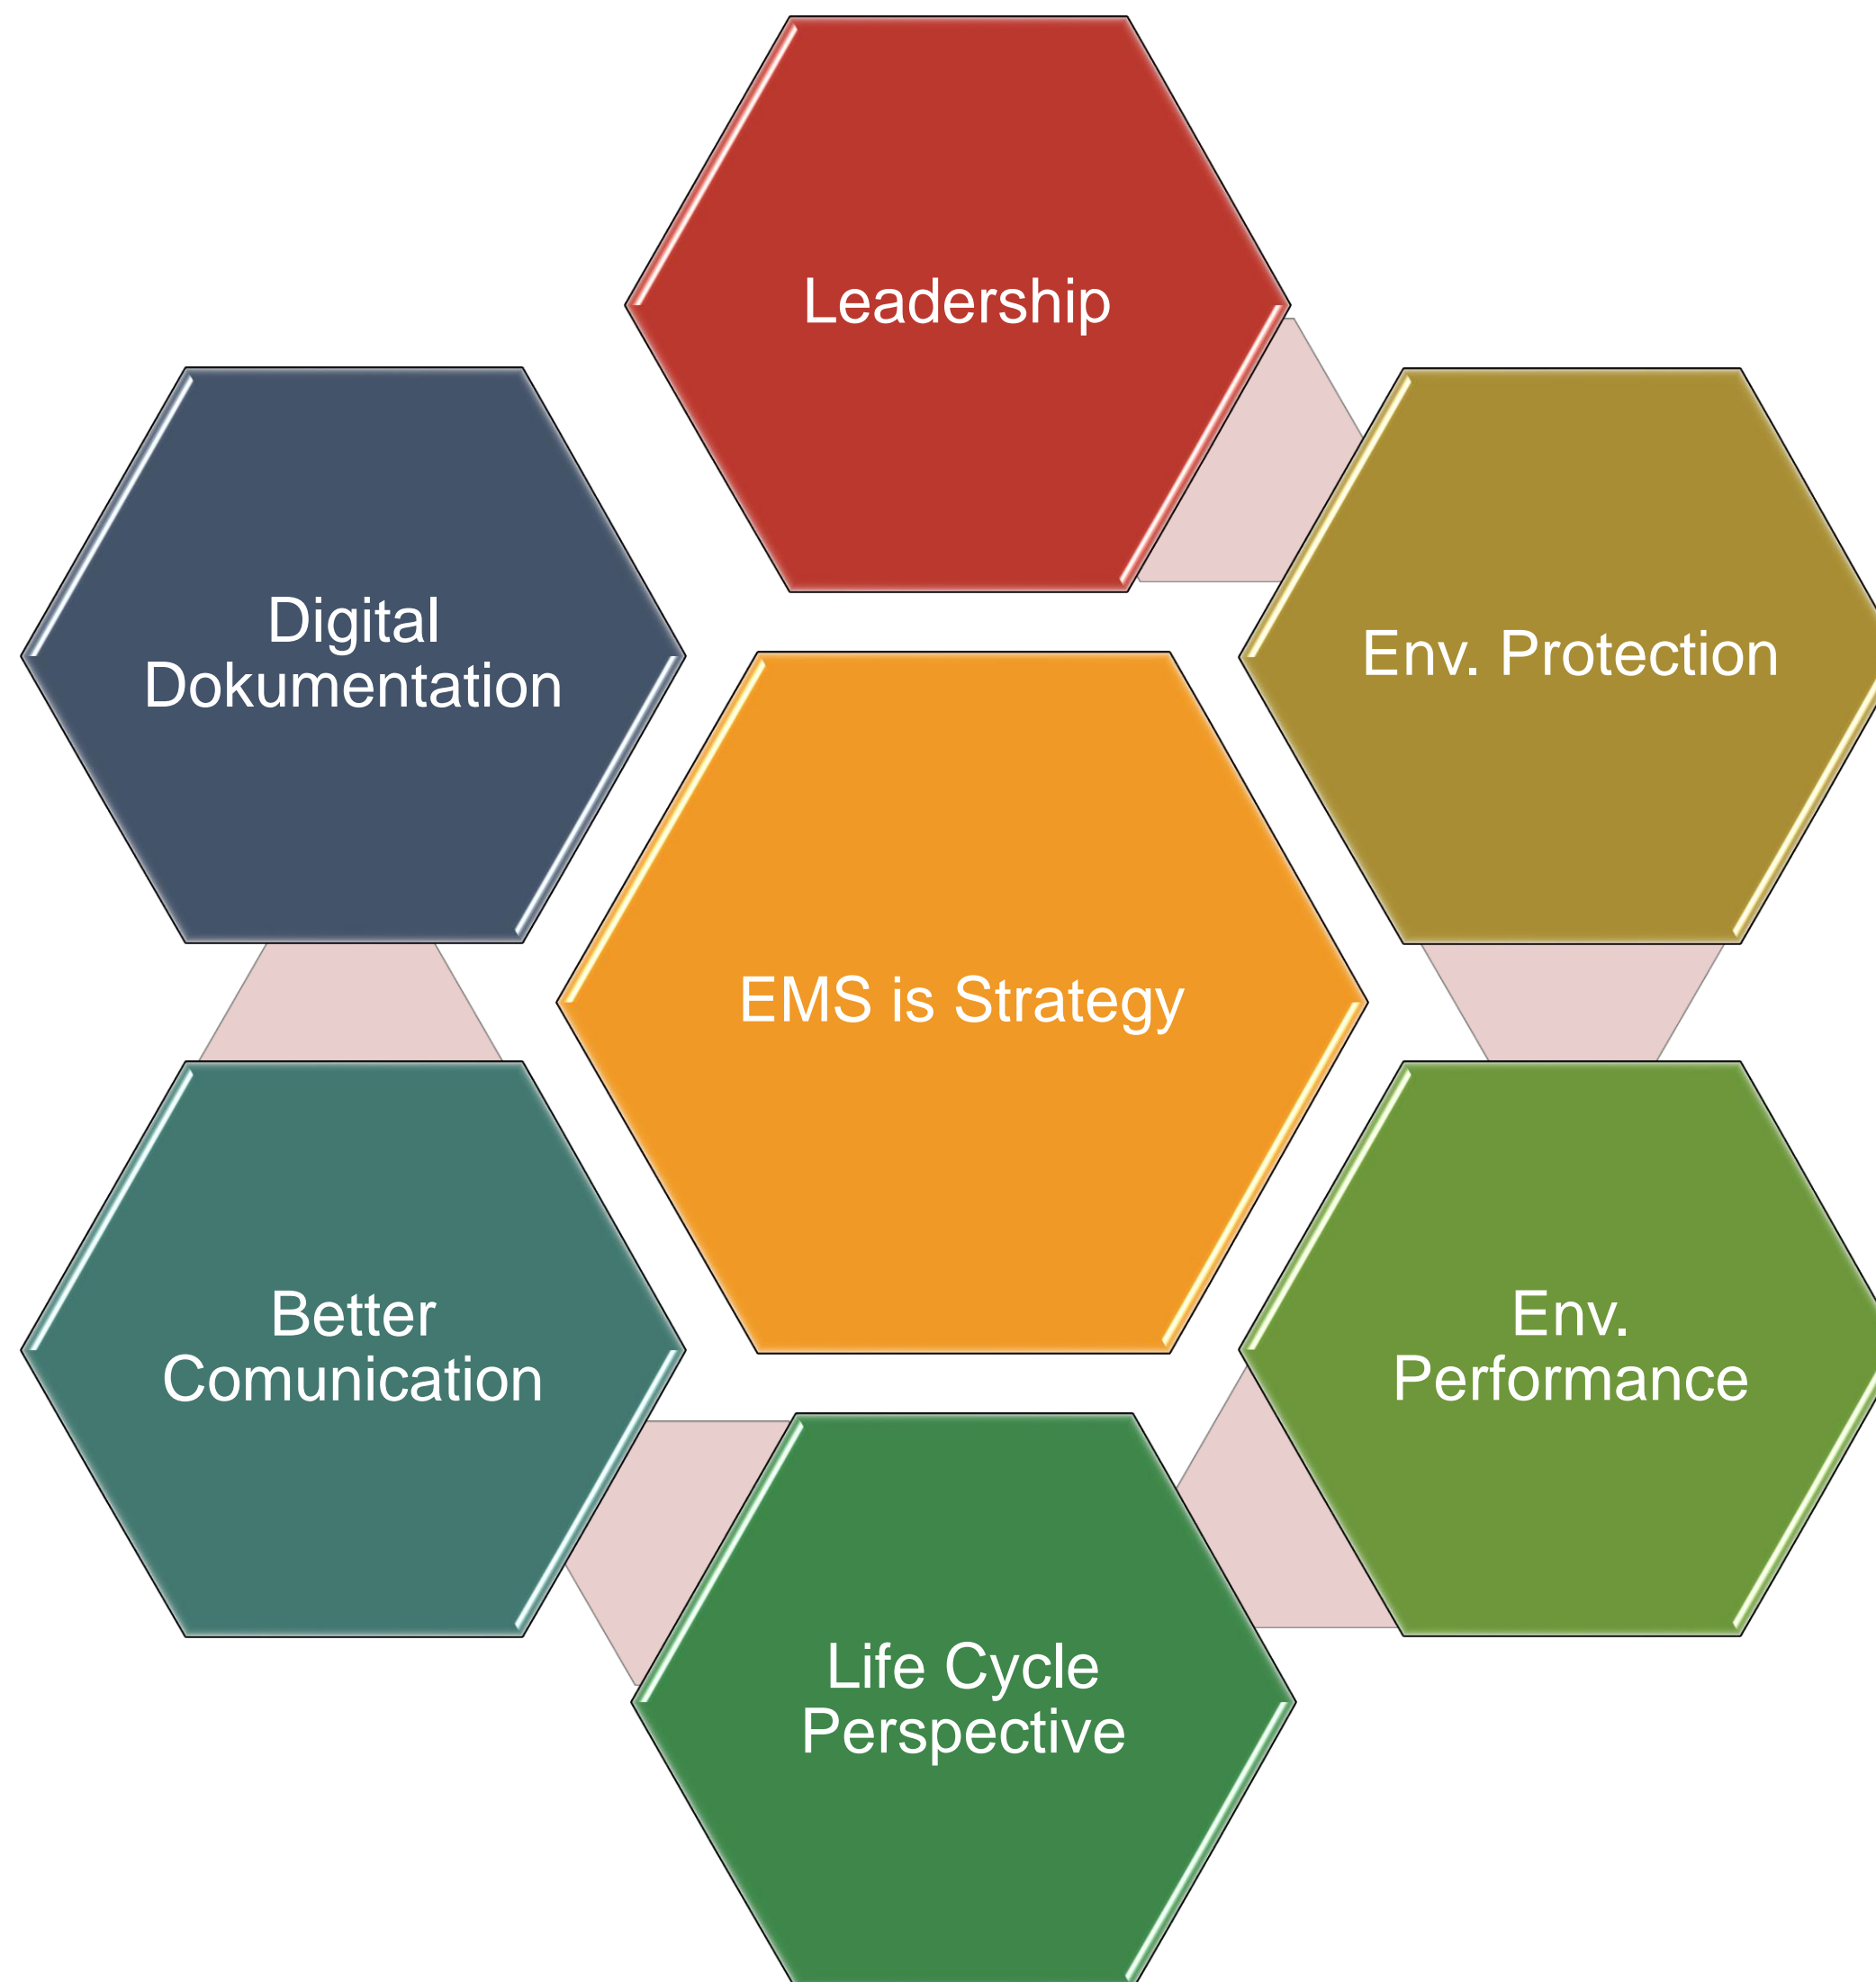 Leadership
Digital
Dokumentation
Env. Protection
EMS is Strategy
Better
Comunication
Env.
Performance
Life Cycle
Perspective